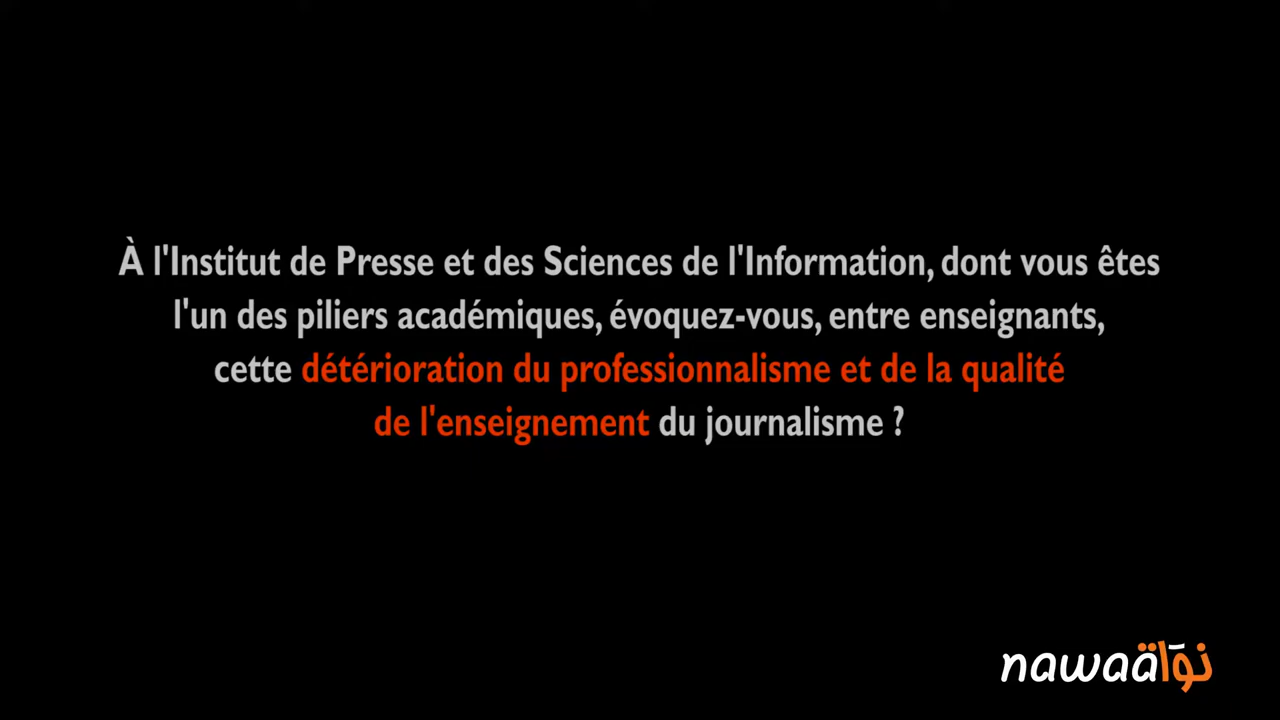 À l'Institut de Presse et des Sciences de l'Information, dont vous êtes
l'un des piliers académiques, évoquez-vous, entre enseignants,
cette détérioration du professionnalisme et de la qualité
de l'enseignement du journalisme ?
nawaat نواة